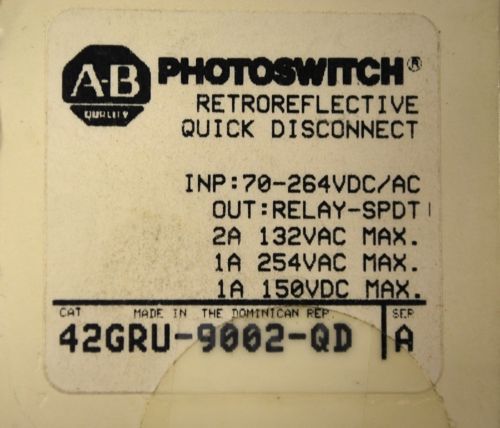 A-B
QUALITY
PHOTOSWITCH®
RETROREFLECTIVE
QUICK DISCONNECT
INP:70-264VDC/AC
OUT:RELAY-SPDT
2A 132VAC MAX.
1A 254VAC MAX.
1A 150VDC MAX.
CAT MADE IN THE DOMINICAN REP. SER
42GRU-9002-QD A